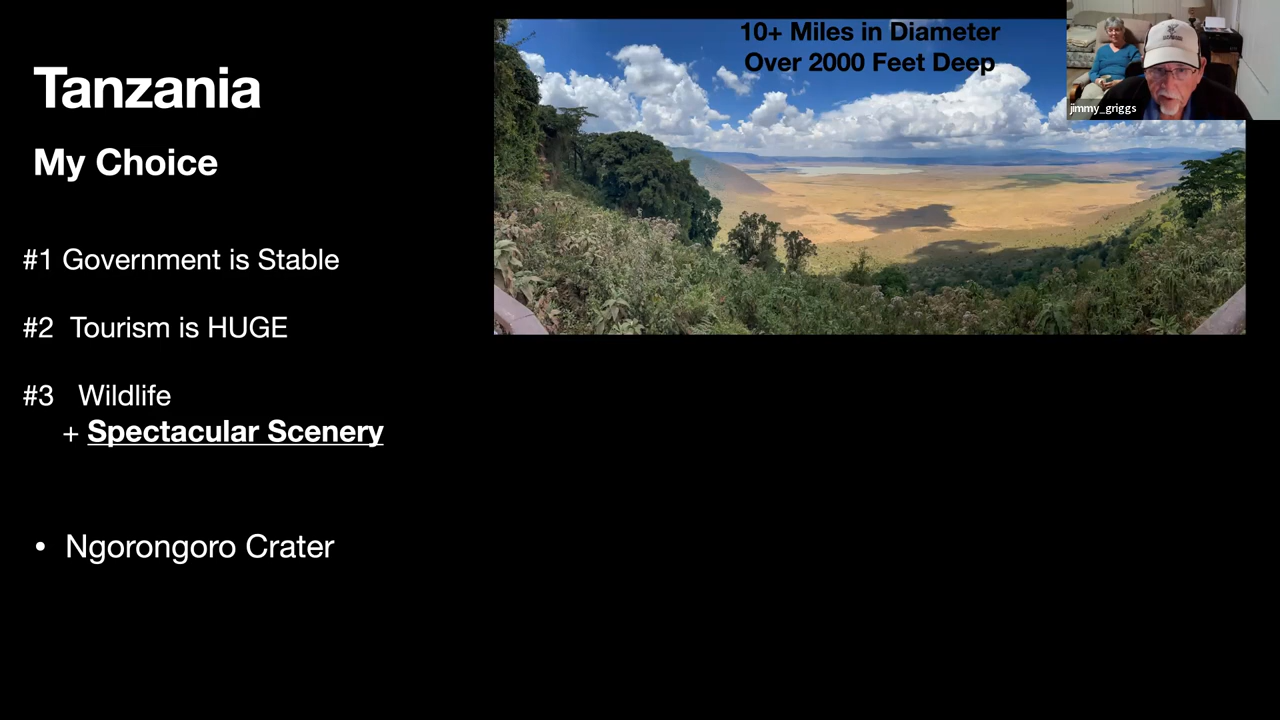 Tanzania
My Choice
#1 Government is Stable
#2 Tourism is HUGE
#3 Wildlife
+ Spectacular Scenery
• Ngorongoro Crater
10+ Miles in Diameter
Over 2000 Feet Deep
jimmy_griggs